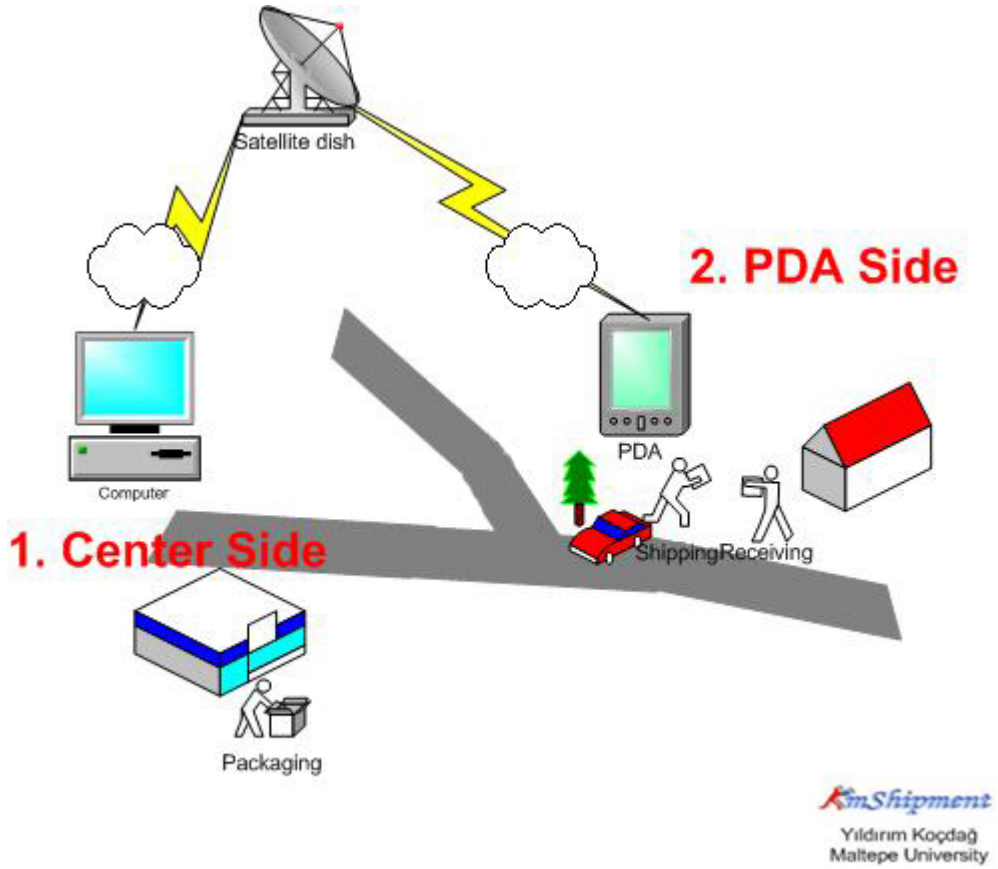 Satellite dish
2. PDA Side
PDA
Computer
1. Center Side
ShippingReceiving
Packaging
KmShipment
Yıldırım Koçdağ
Maltepe University